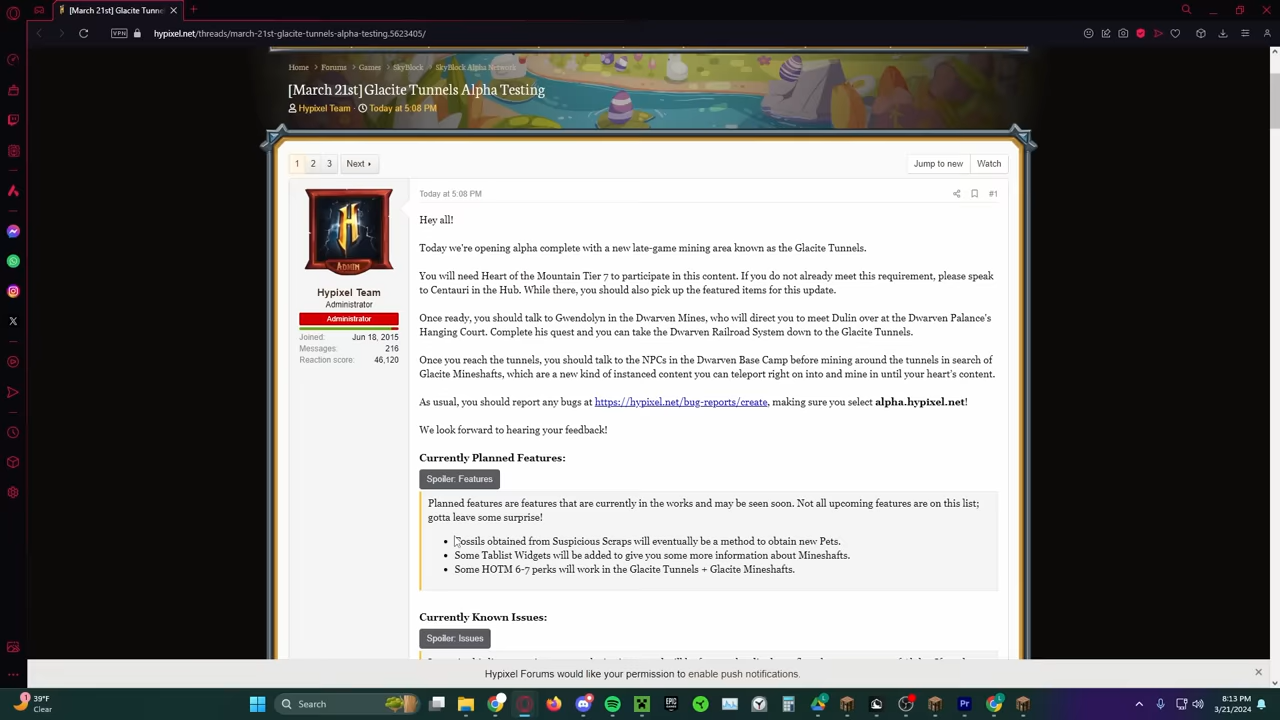 [March 21st] Glacite Tunne
hypixel.net/threads/march-21st-glacite-tunnels-alpha-testing.5623405/
VPN
Home > Forums > Games > SkyBlock > SkyBlock Alpha Network
[March 21st] Glacite Tunnels Alpha Testing
Hypixel Team · Today at 5:08 PM
1 2 3 Next
Jump to new Watch
ADMIN
Hypixel Team
Administrator
Administrator
Joined: Jun 18, 2015
Messages: 216
Reaction score: 46,120
Today at 5:08 PM
#1
Hey all!
Today we're opening alpha complete with a new late-game mining area known as the Glacite Tunnels.
You will need Heart of the Mountain Tier 7 to participate in this content. If you do not already meet this requirement, please speak
to Centauri in the Hub. While there, you should also pick up the featured items for this update.
Once ready, you should talk to Gwendolyn in the Dwarven Mines, who will direct you to meet Dulin over at the Dwarven Palance's
Hanging Court. Complete his quest and you can take the Dwarven Railroad System down to the Glacite Tunnels.
Once you reach the tunnels, you should talk to the NPCs in the Dwarven Base Camp before mining around the tunnels in search of
Glacite Mineshafts, which are a new kind of instanced content you can teleport right on into and mine in until your heart's content.
As usual, you should report any bugs at https://hypixel.net/bug-reports/create, making sure you select alpha.hypixel.net!
We look forward to hearing your feedback!
Currently Planned Features:
Spoiler: Features
Planned features are features that are currently in the works and may be seen soon. Not all upcoming features are on this list;
gotta leave some surprise!
• Fossils obtained from Suspicious Scraps will eventually be a method to obtain new Pets.
• Some Tablist Widgets will be added to give you some more information about Mineshafts.
• Some HOTM 6-7 perks will work in the Glacite Tunnels + Glacite Mineshafts.
Currently Known Issues:
Spoiler: Issues
Hypixel Forums would like your permission to enable push notifications.
39°F
Clear
Search
8:13 PM
3/21/2024